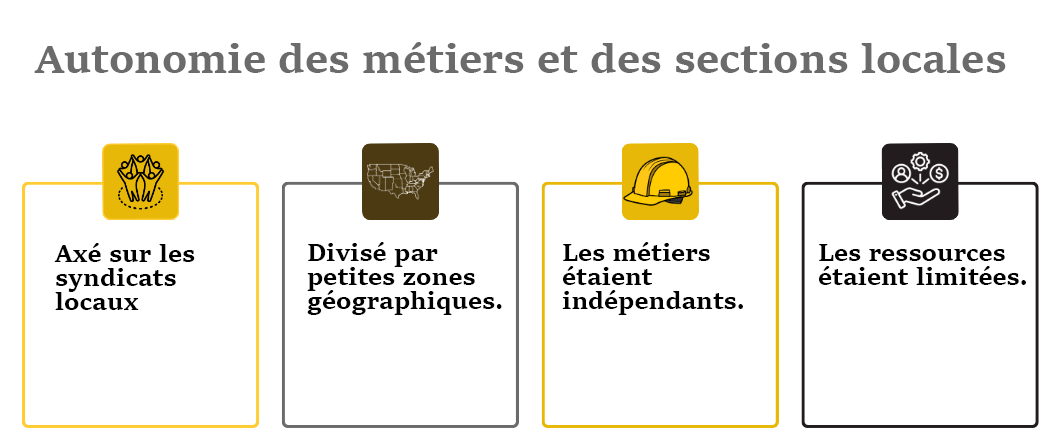 Autonomie des métiers et des sections locales
Axé sur les
syndicats
locaux
Divisé par
petites zones
géographiques.
Les métiers
étaient
indépendants.
Les ressources
étaient limitées.